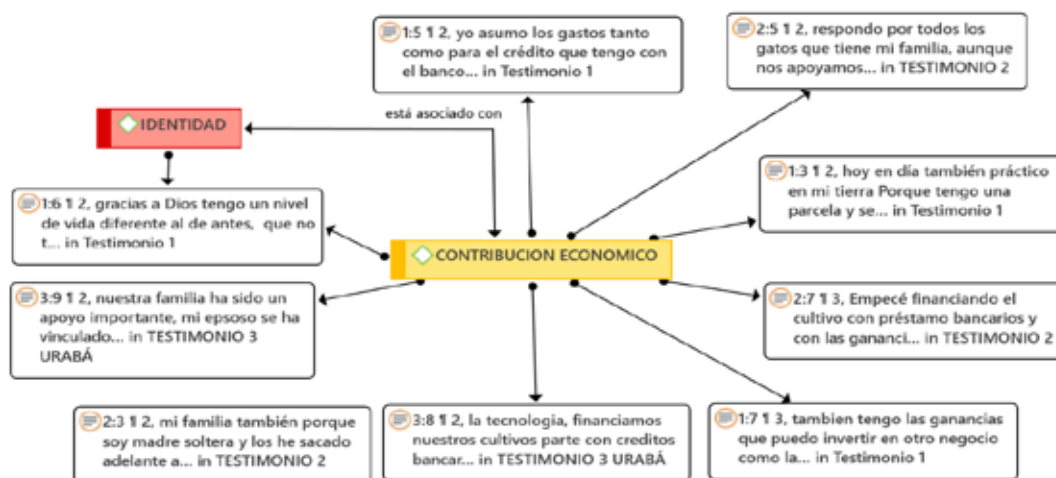 1:5 ¶ 2, yo asumo los gastos tanto
como para el crédito que tengo con
el banco... in Testimonio 1
2:5 ¶ 2, respondo por todos los
gatos que tiene mi familia, aunque
nos apoyamos... in TESTIMONIO 2
está asociado con
IDENTIDAD
1:3 ¶ 2, hoy en día también práctico
en mi tierra Porque tengo una
parcela y se... in Testimonio 1
1:6 ¶ 2, gracias a Dios tengo un nivel
de vida diferente al de antes, que no
t... in Testimonio 1
CONTRIBUCION ECONOMICO
3:9 ¶ 2, nuestra familia ha sido un
apoyo importante, mi epsoso se ha
vinculado... in TESTIMONIO 3
URABÁ
2:7 ¶ 3, Empecé financiando el
cultivo con préstamo bancarios y
con las gananci... in TESTIMONIO 2
2:3 ¶ 2, mi familia también porque
soy madre soltera y los he sacado
adelante a... in TESTIMONIO 2
3:8 ¶ 2, la tecnologia, financiamos
nuestros cultivos parte con creditos
bancar... in TESTIMONIO 3 URABÁ
1:7 ¶ 3, tambien tengo las ganancias
que puedo invertir en otro negocio
como la... in Testimonio 1